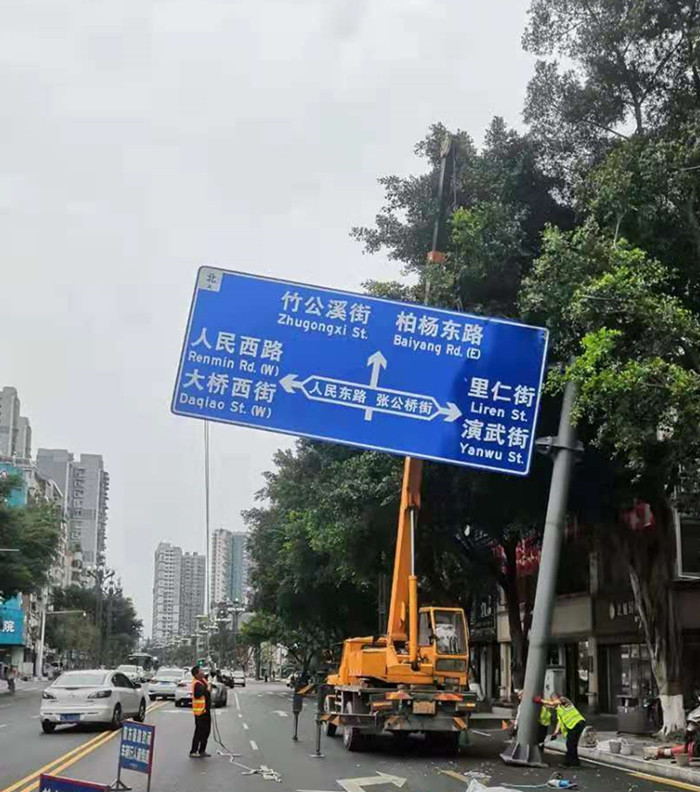 北
竹公溪街
Zhugongxi St.
柏杨东路
Baiyang Rd.(E)
人民西路
Renmin Rd.(W)
大桥西街
Daqiao St.(W)
人民东路 张公桥街
里仁街
Liren St.
演武街
Yanwu St.